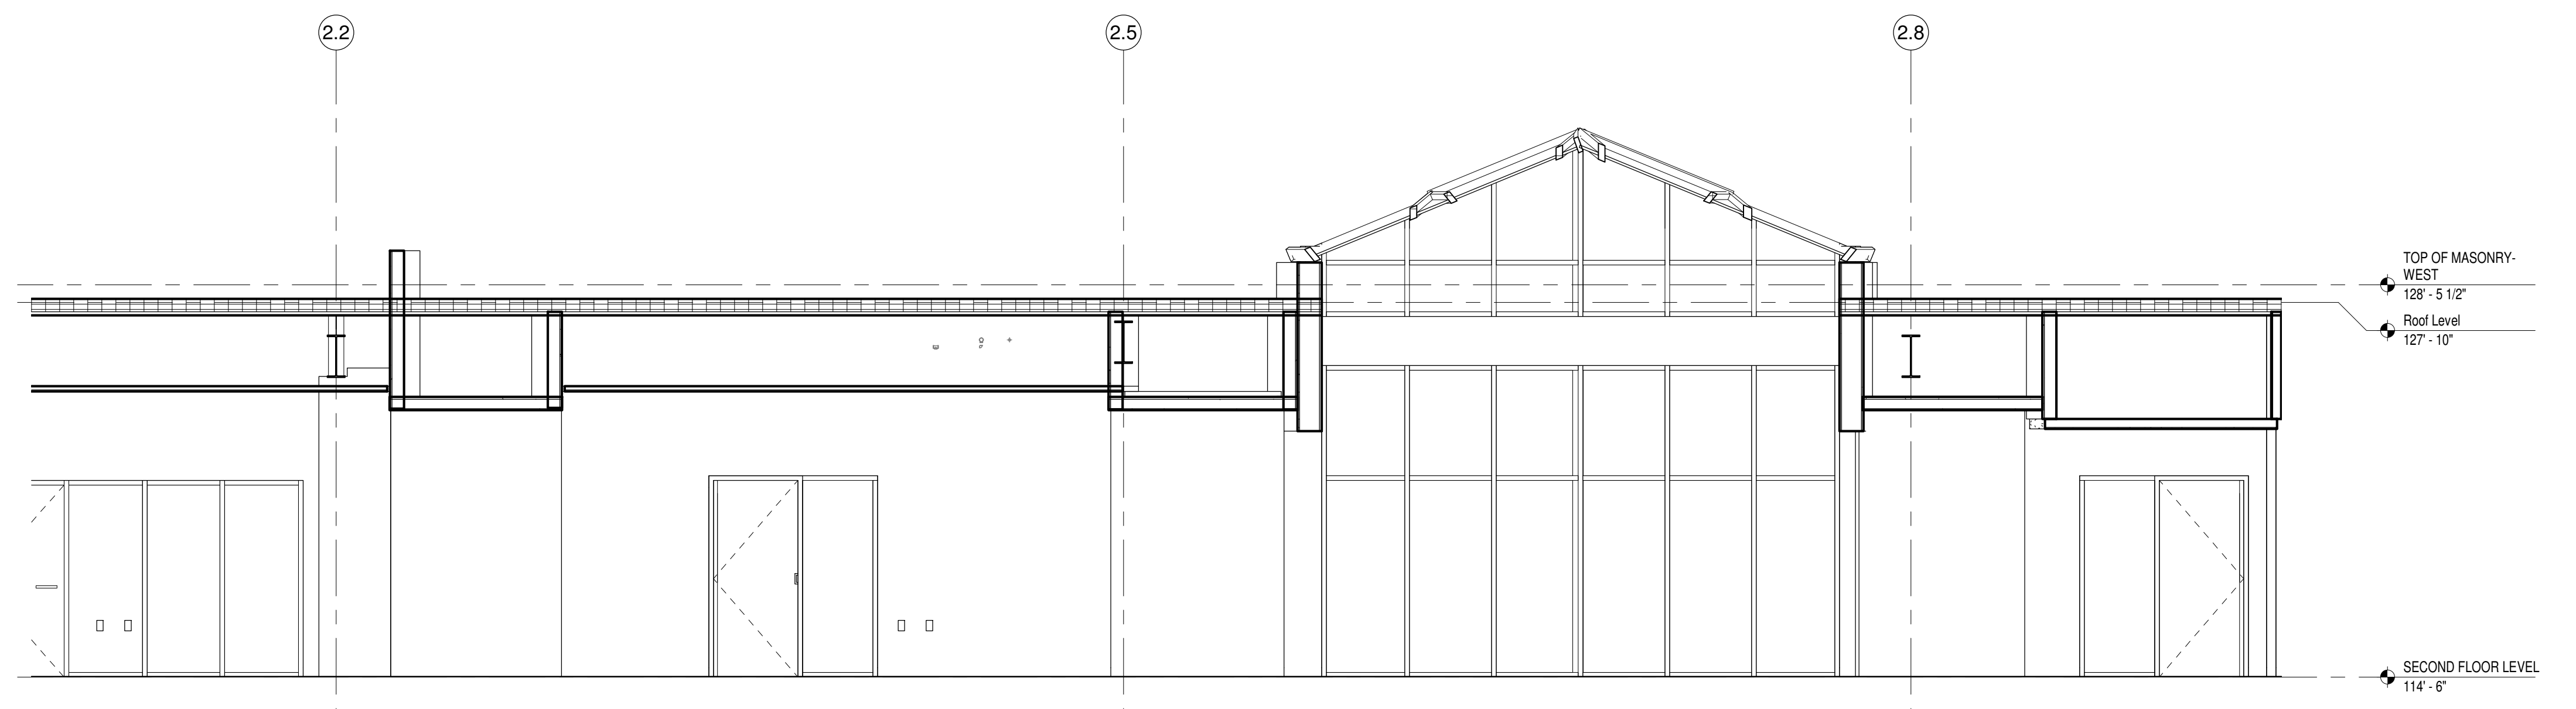 2.2
2.5
2.8
TOP OF MASONRY-
WEST
128' - 5 1/2"
Roof Level
127' - 10"
SECOND FLOOR LEVEL
114' - 6"